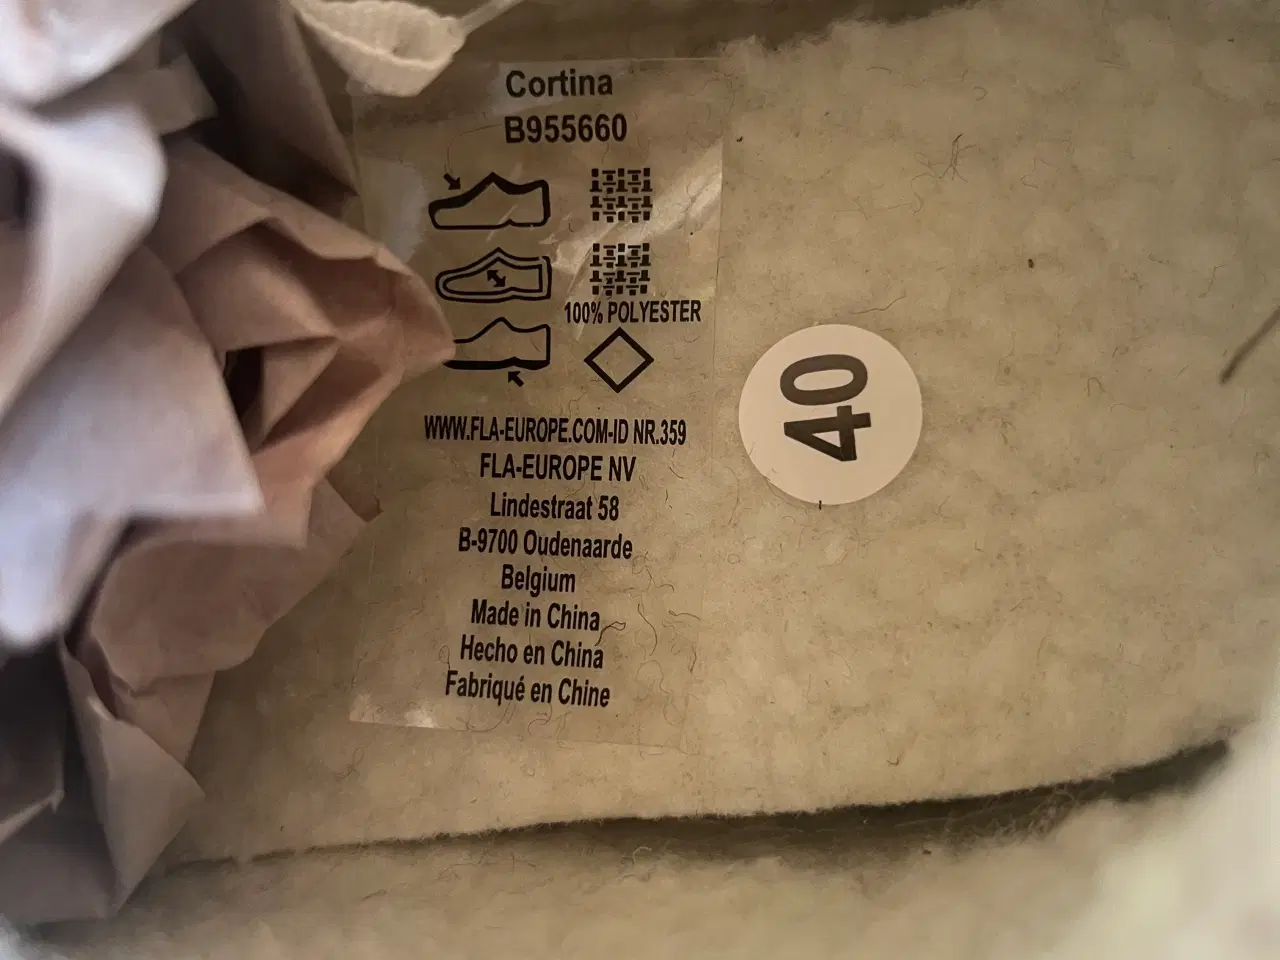 Cortina
B955660
100% POLYESTER
WWW.FLA-EUROPE.COM-ID NR.359
FLA-EUROPE NV
Lindestraat 58
B-9700 Oudenaarde
Belgium
Made in China
Hecho en China
Fabriqué en Chine
40